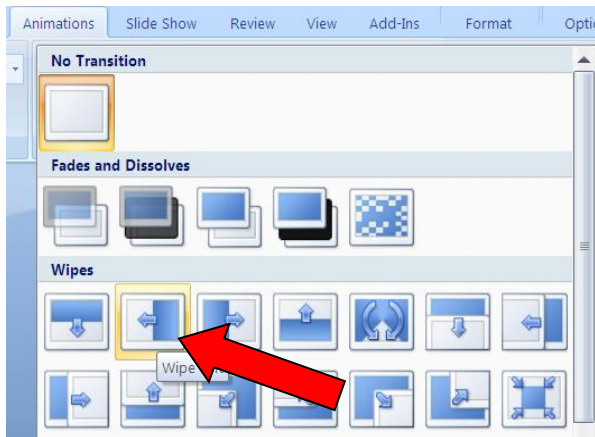 Animations Slide Show Review View Add-Ins Format
No Transition
Fades and Dissolves
Wipes
Wipe